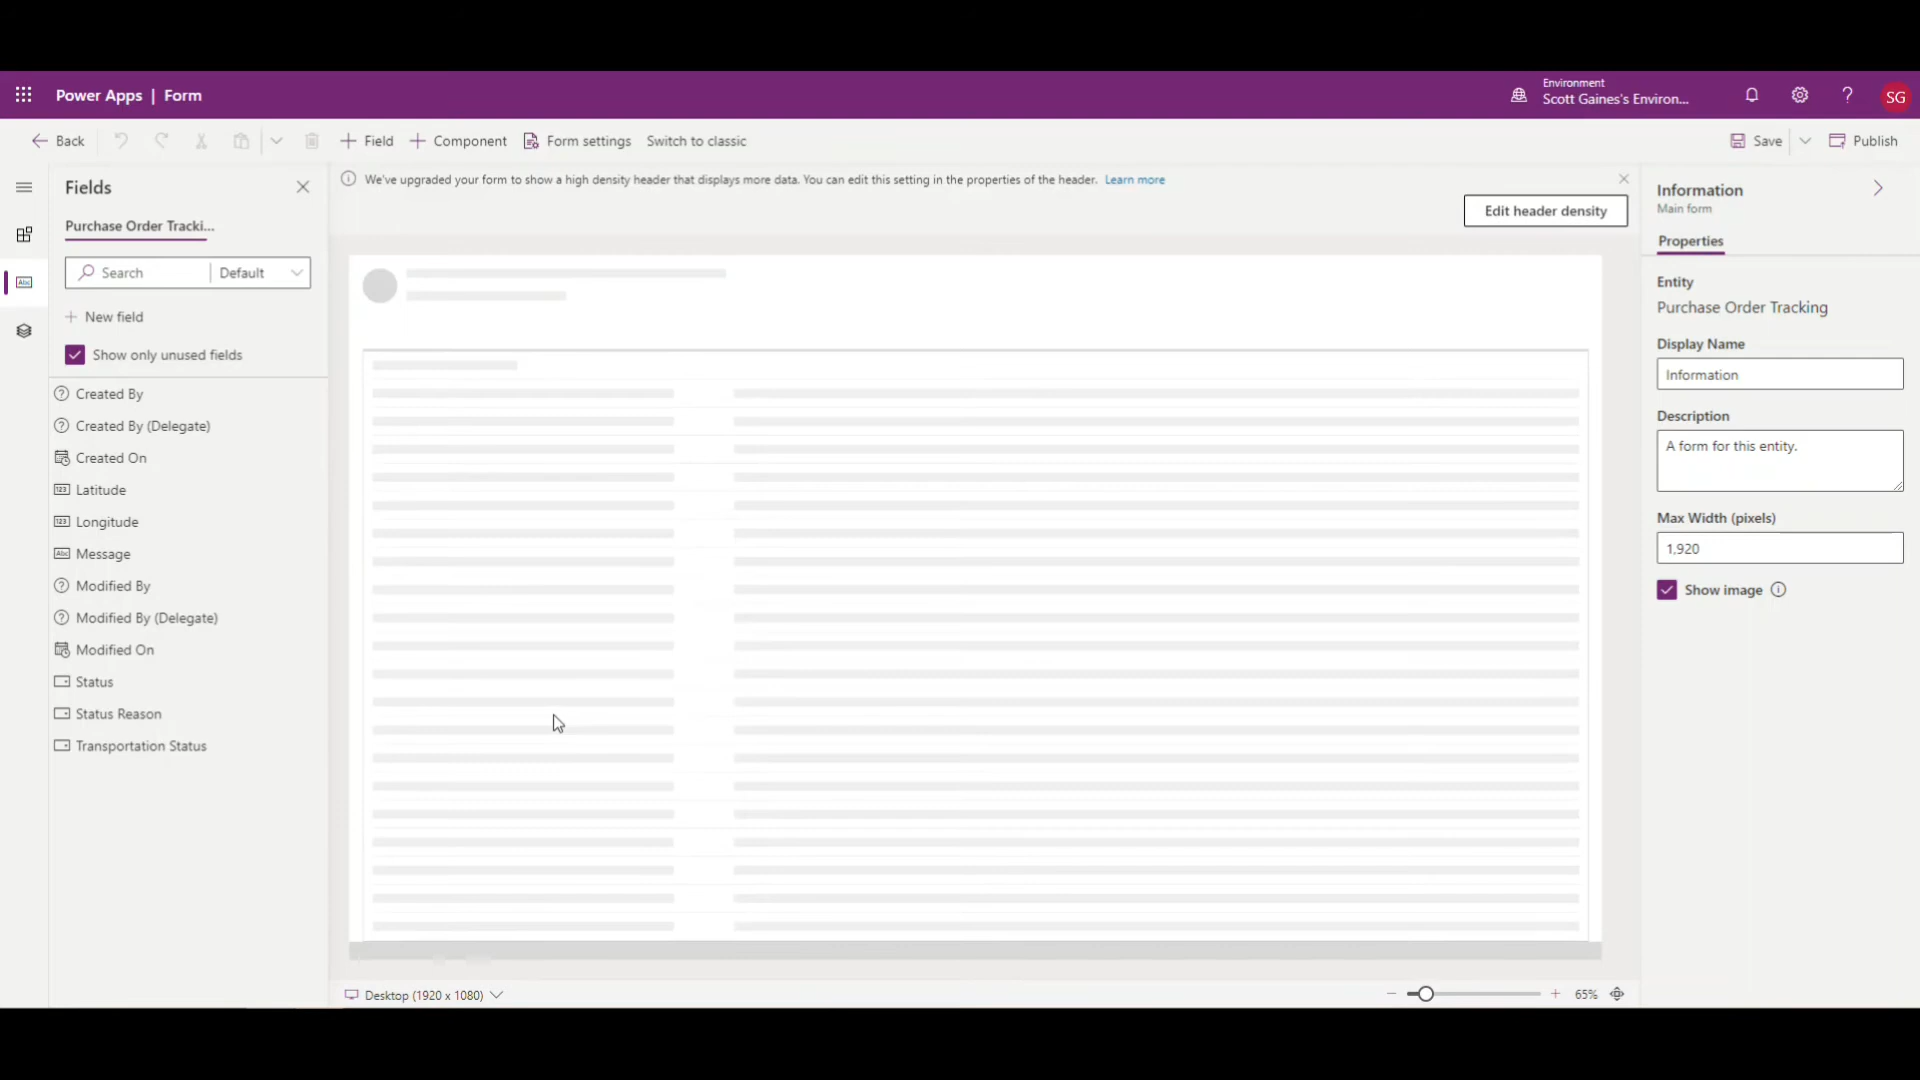 Power Apps | Form
Environment
Scott Gaines's Environ...
SG
Back
Field
Component
Form settings
Switch to classic
Save
Publish
Fields
Purchase Order Tracki...
Search
Default
New field
Show only unused fields
Created By
Created By (Delegate)
Created On
Latitude
Longitude
Abc Message
Modified By
Modified By (Delegate)
Modified On
Status
Status Reason
Transportation Status
We've upgraded your form to show a high density header that displays more data. You can edit this setting in the properties of the header. Learn more
Edit header density
Desktop (1920 x 1080)
65%
Information
Main form
Properties
Entity
Purchase Order Tracking
Display Name
Information
Description
A form for this entity.
Max Width (pixels)
1,920
Show image